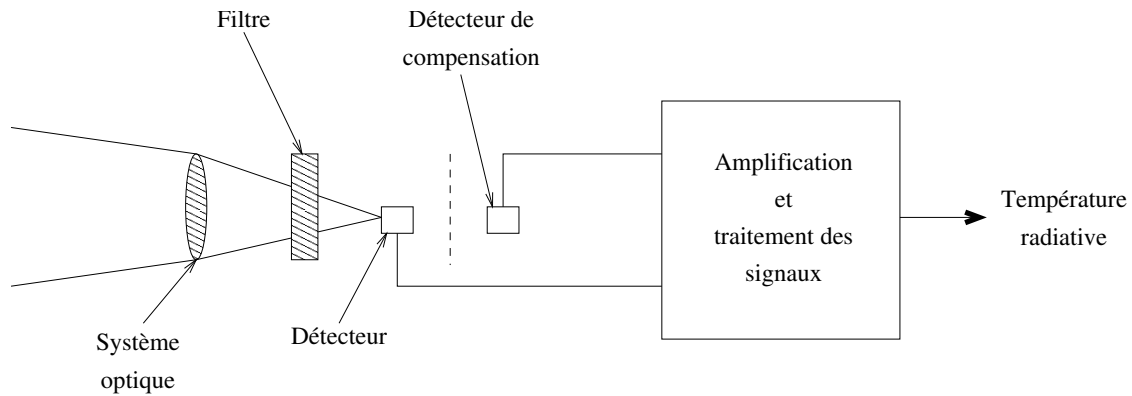 Filtre
Détecteur de
compensation
Amplification
et
traitement des
signaux
Température
radiative
Système
optique
Détecteur